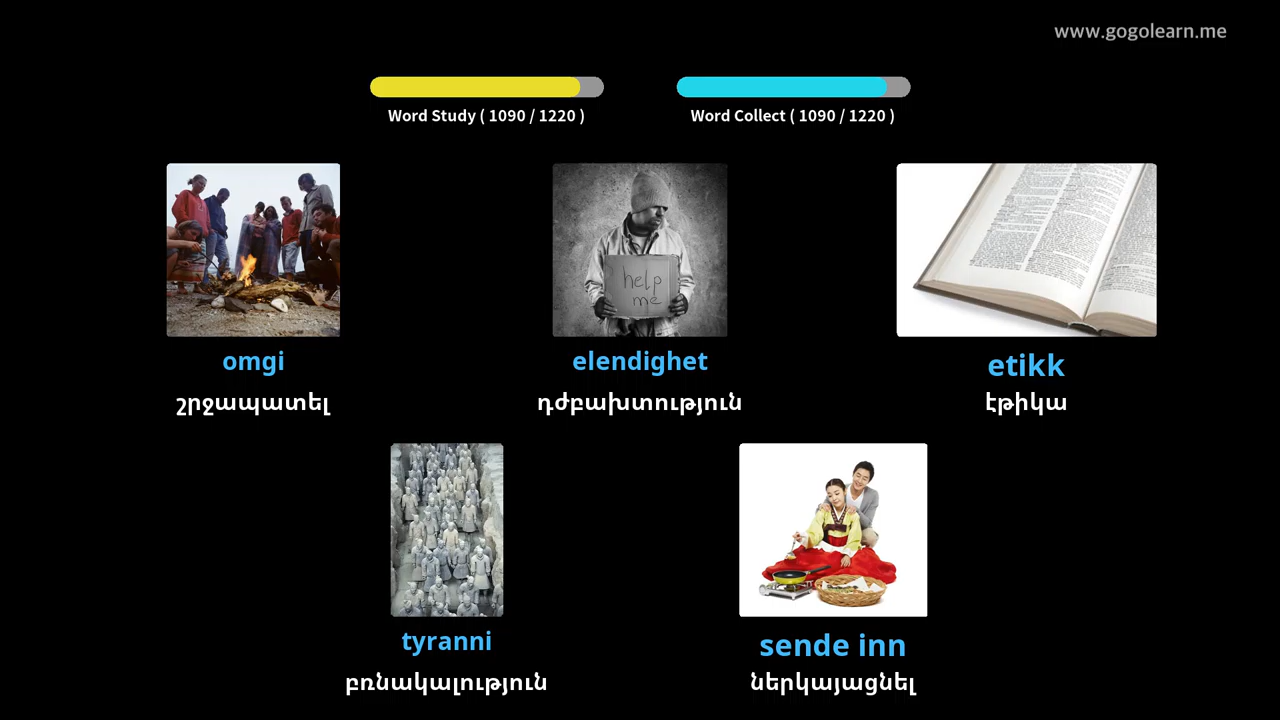 www.gogolearn.me
Word Study ( 1090 / 1220 )
Word Collect ( 1090 / 1220 )
help
me
omgi
շրջապատել
elendighet
դժբախտություն
etikk
էթիկա
tyranni
բռնակալություն
sende inn
ներկայացնել